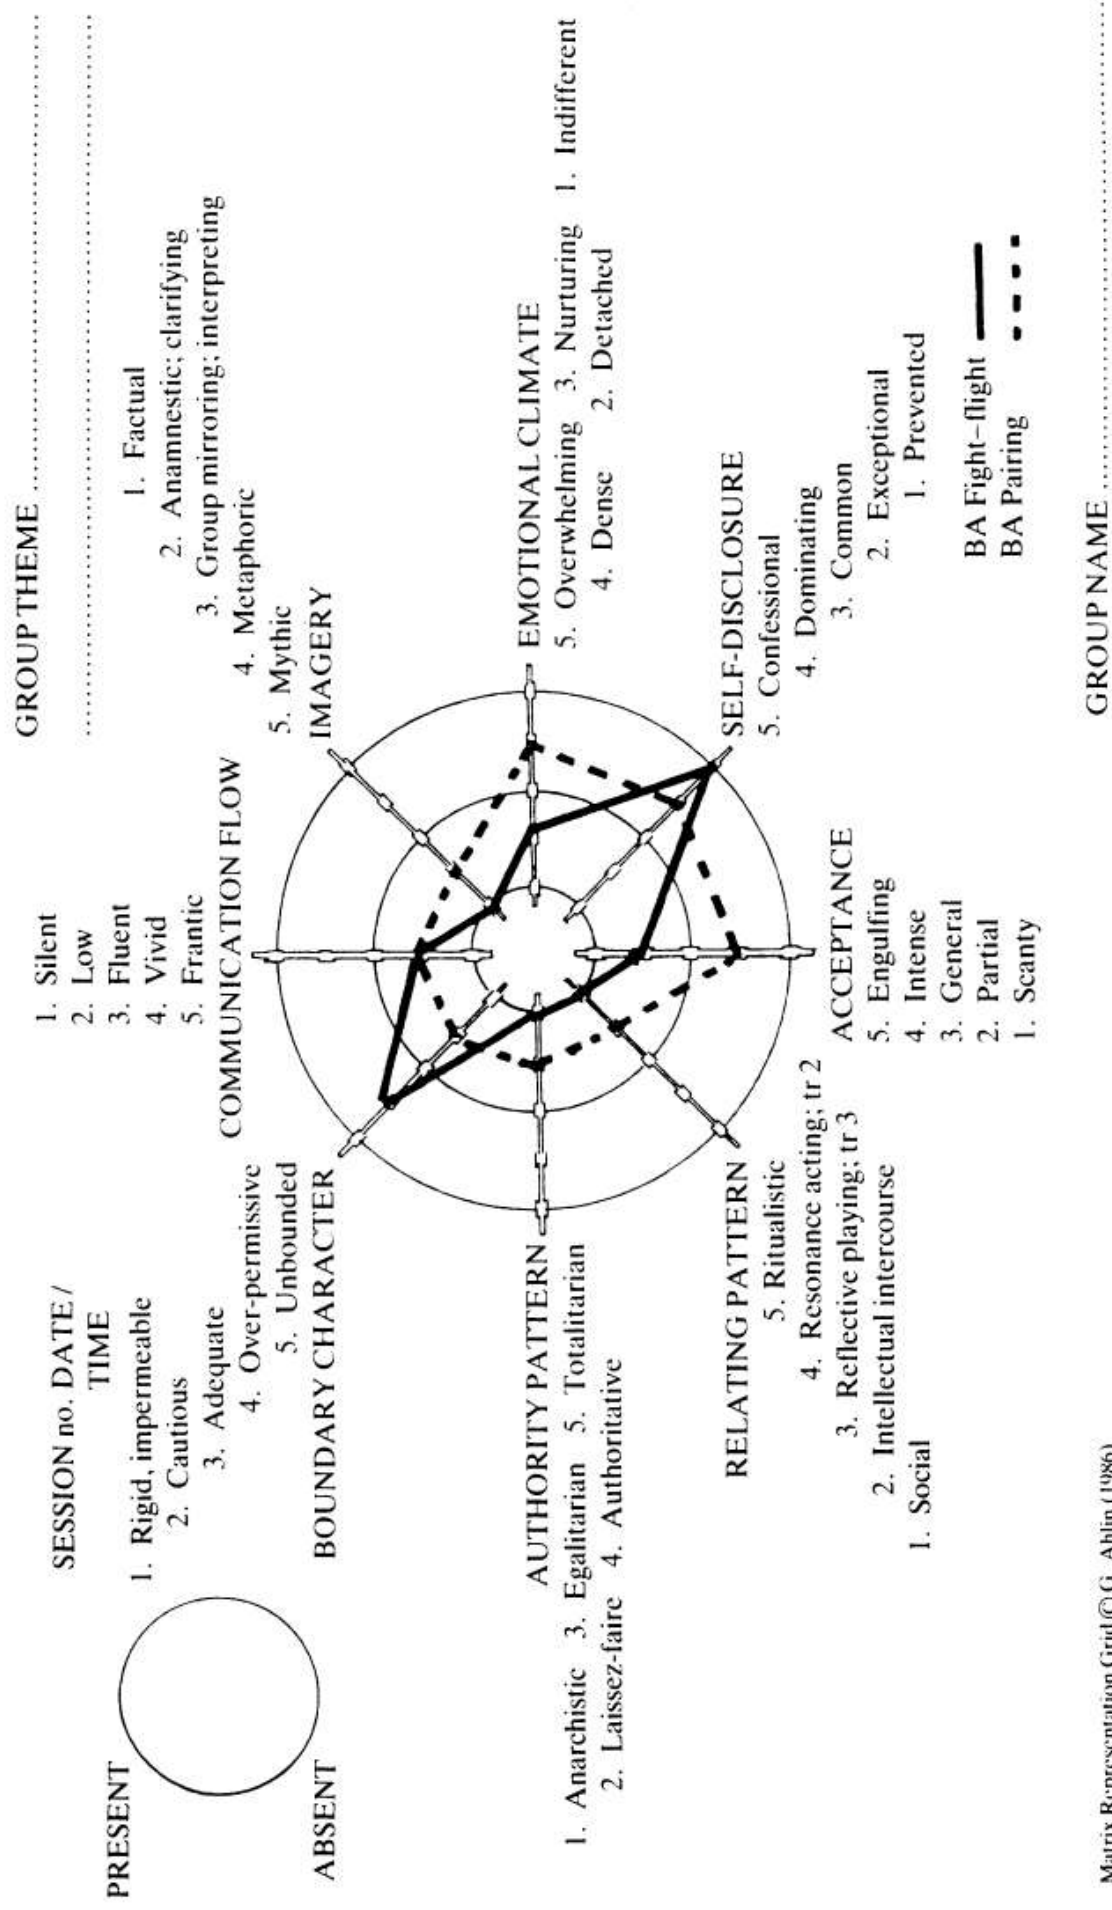 GROUP THEME ..........................................................
..........................................................................................
SESSION no. DATE /
TIME
PRESENT
ABSENT
1. Silent
2. Low
3. Fluent
4. Vivid
5. Frantic
COMMUNICATION FLOW
1. Factual
2. Anamnestic; clarifying
3. Group mirroring; interpreting
4. Metaphoric
5. Mythic
IMAGERY
1. Rigid, impermeable
2. Cautious
3. Adequate
4. Over-permissive
5. Unbounded
BOUNDARY CHARACTER
EMOTIONAL CLIMATE
5. Overwhelming 3. Nurturing 1. Indifferent
4. Dense 2. Detached
AUTHORITY PATTERN
1. Anarchistic 3. Egalitarian 5. Totalitarian
2. Laissez-faire 4. Authoritative
SELF-DISCLOSURE
5. Confessional
4. Dominating
3. Common
2. Exceptional
1. Prevented
RELATING PATTERN
5. Ritualistic
4. Resonance acting; tr 2
3. Reflective playing; tr 3
2. Intellectual intercourse
1. Social
ACCEPTANCE
5. Engulfing
4. Intense
3. General
2. Partial
1. Scanty
BA Fight–flight
BA Pairing
GROUP NAME ..........................................................
Matrix Representation Grid © G. Ahlin (1986)